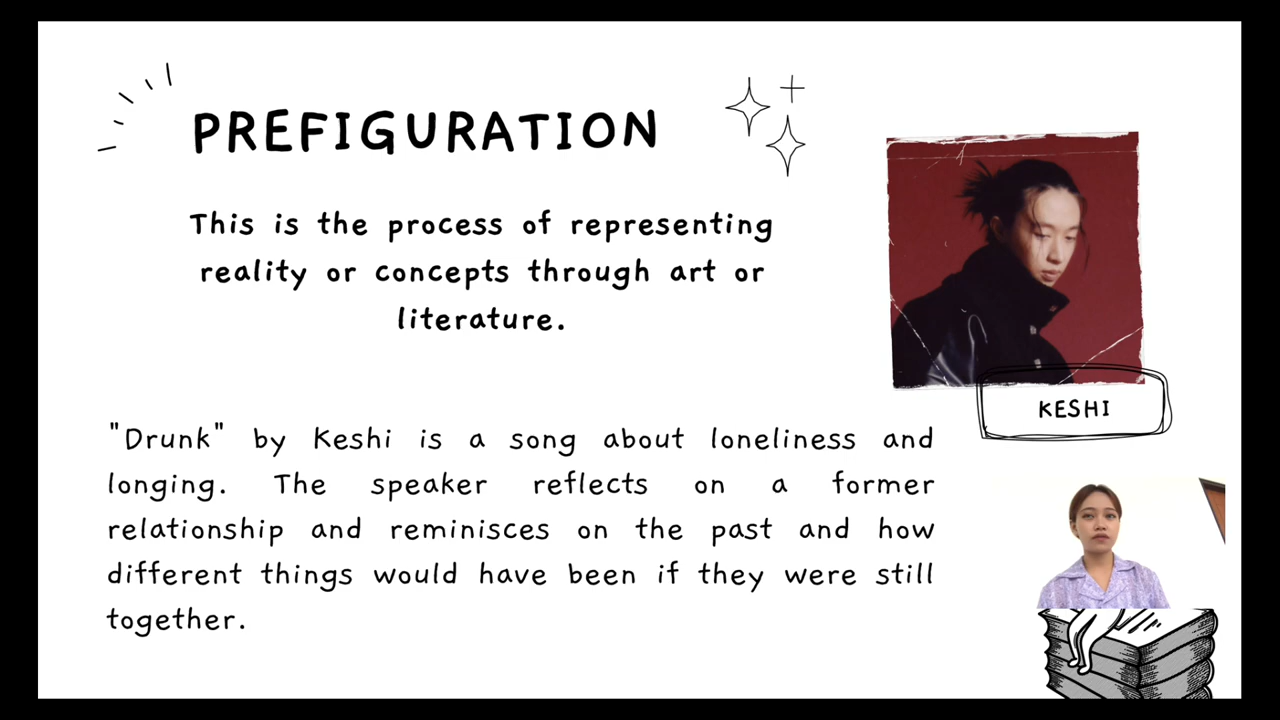 PREFIGURATION
This is the process of representing
reality or concepts through art or
literature.
KESHI
"Drunk" by Keshi is a song about loneliness and
longing. The speaker reflects on a former
relationship and reminisces on the past and how
different things would have been if they were still
together.